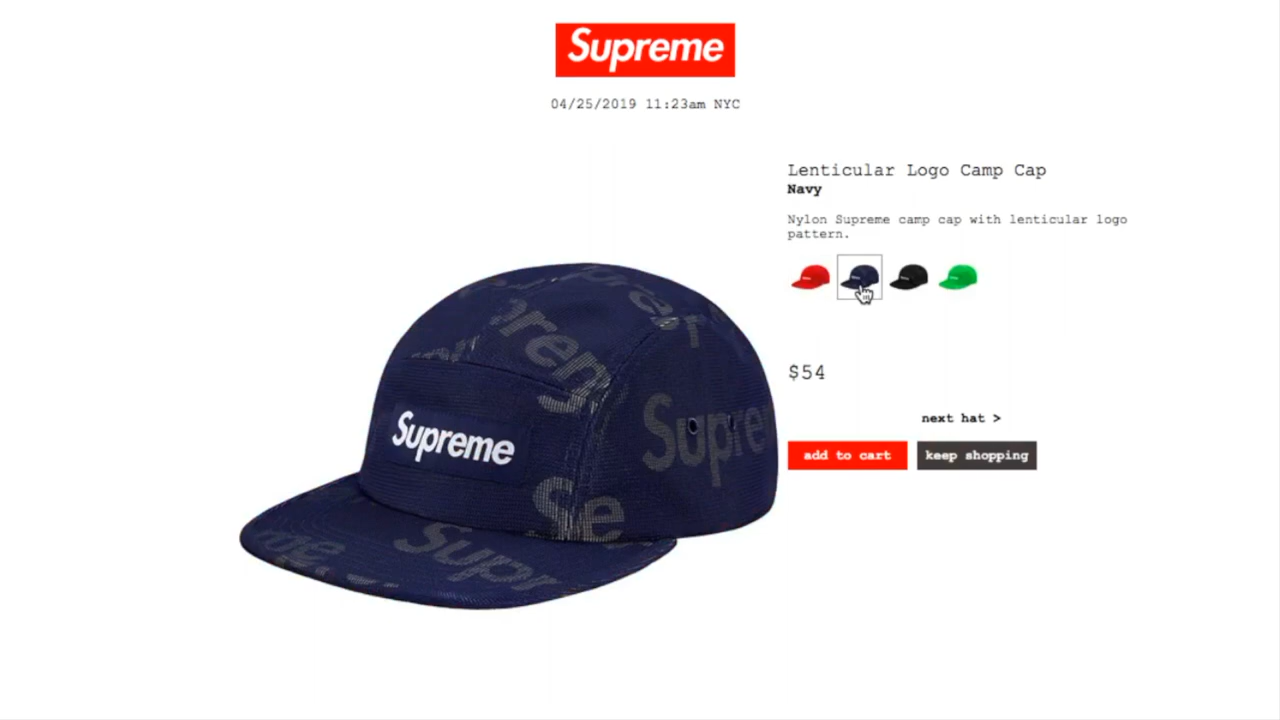 Supreme
04/25/2019 11:23am NYC
Lenticular Logo Camp Cap
Navy
Nylon Supreme camp cap with lenticular logo
pattern.
$54
next hat >
add to cart keep shopping
Supreme
Supr